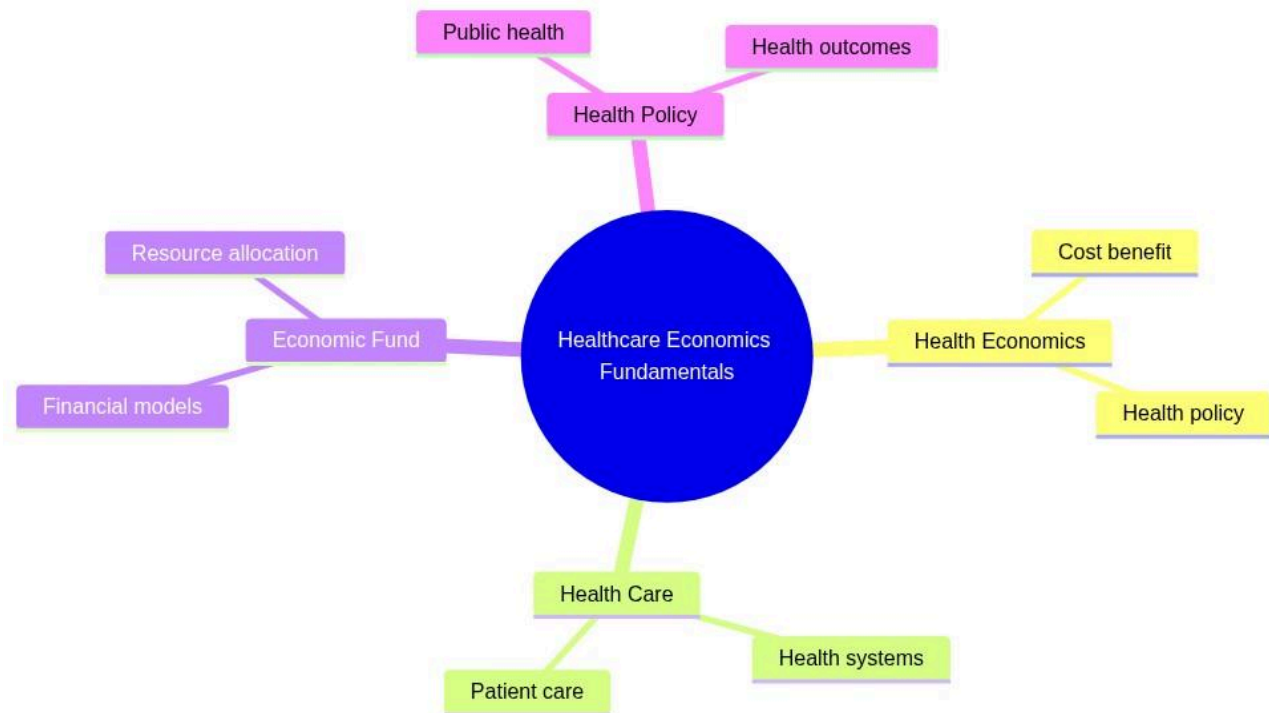 Public health
Health outcomes
Health Policy
Resource allocation
Cost benefit
Economic Fund
Healthcare Economics
Fundamentals
Health Economics
Financial models
Health policy
Health Care
Health systems
Patient care